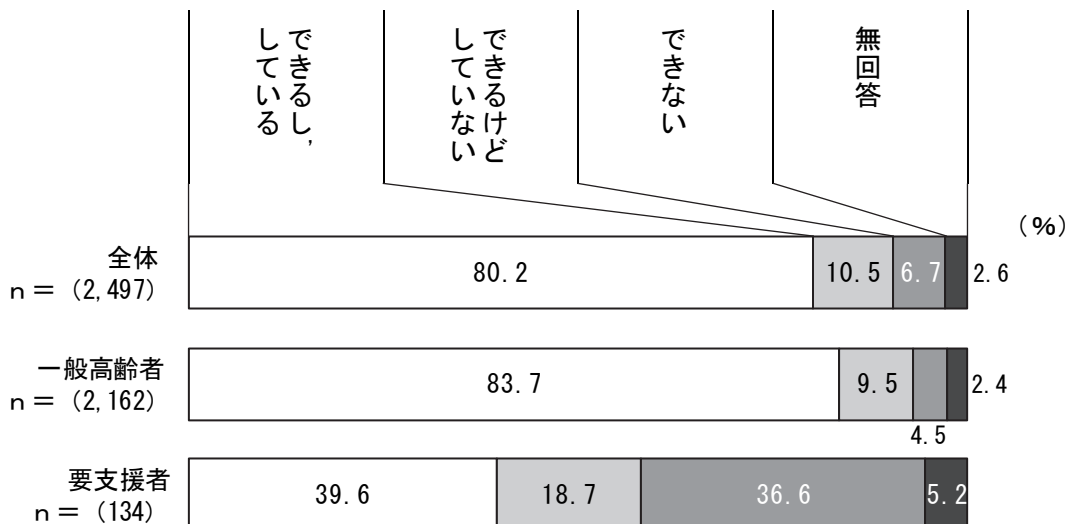 できるし，
している
できるけど
していない
できない
無回答
（％）
全体
ｎ＝（2,497）
80.2
10.5
6.7
2.6
一般高齢者
ｎ＝（2,162）
83.7
9.5
4.5
2.4
要支援者
ｎ＝（134）
39.6
18.7
36.6
5.2